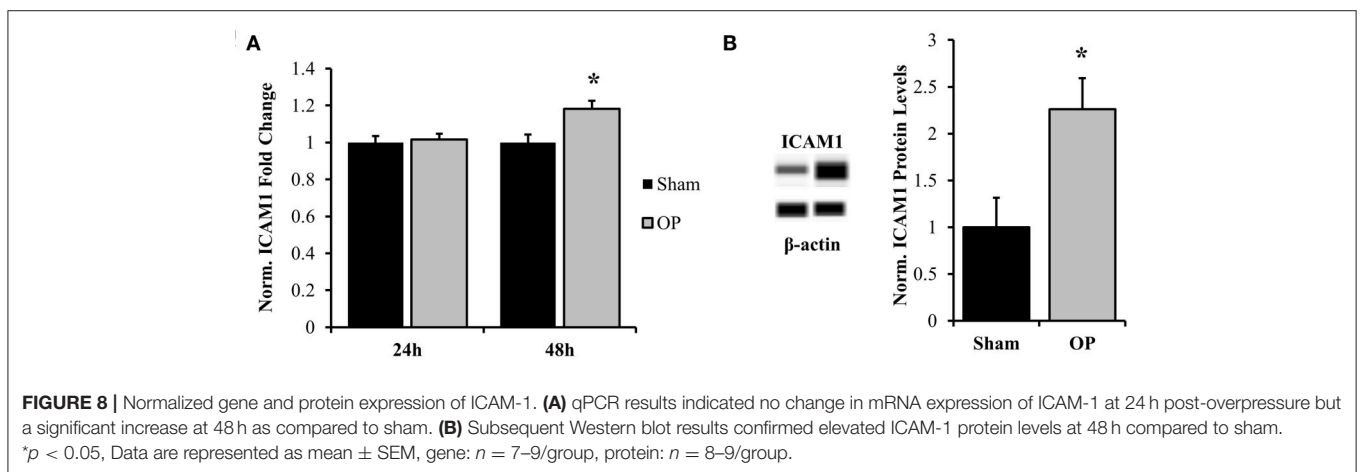 A
Norm. ICAM1 Fold Change
1.4
1.2
1
0.8
0.6
0.4
0.2
0
*
24h
48h
Sham
OP
B
ICAM1
β-actin
Norm. ICAM1 Protein Levels
3
2.5
2
1.5
1
0.5
0
*
Sham
OP
FIGURE 8 | Normalized gene and protein expression of ICAM-1. (A) qPCR results indicated no change in mRNA expression of ICAM-1 at 24 h post-overpressure but
a significant increase at 48 h as compared to sham. (B) Subsequent Western blot results confirmed elevated ICAM-1 protein levels at 48 h compared to sham.
*p < 0.05, Data are represented as mean ± SEM, gene: n = 7–9/group, protein: n = 8–9/group.